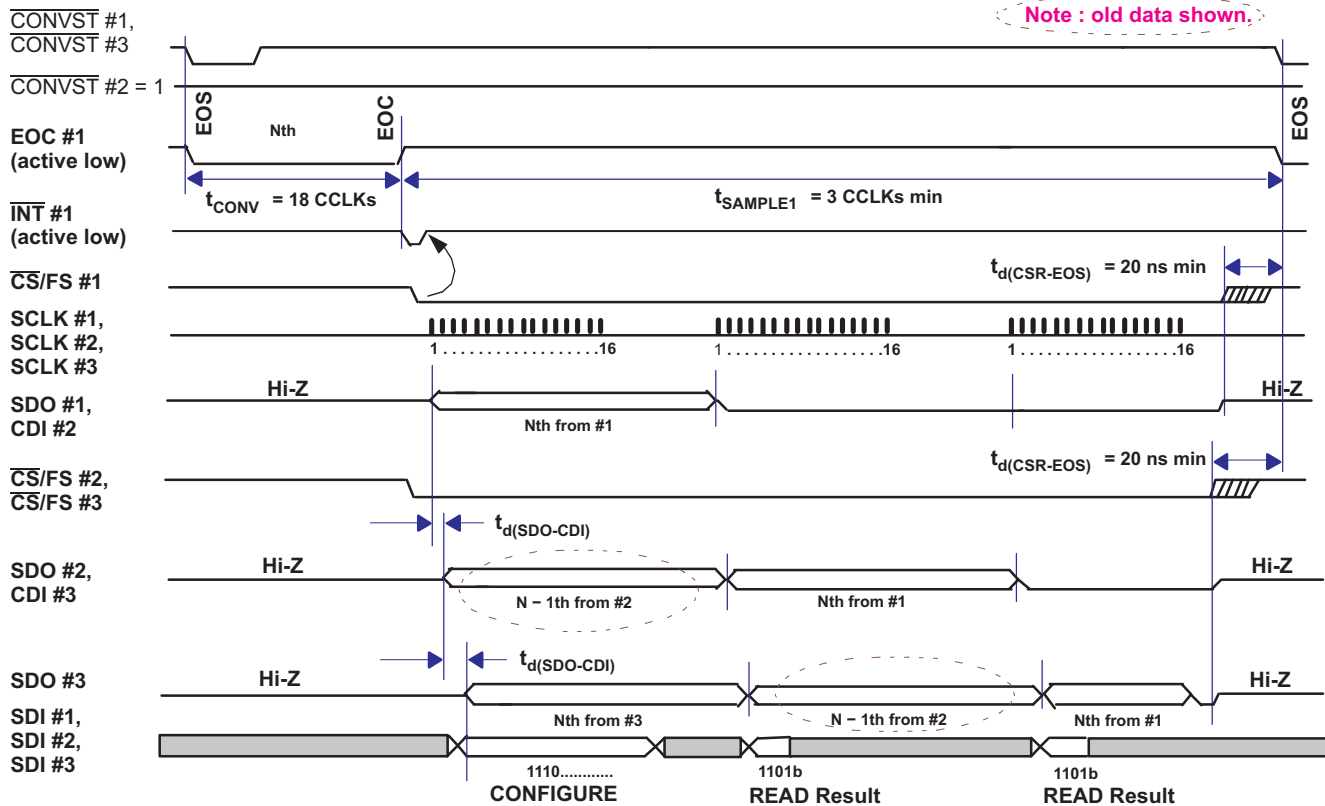 CONVST #1,
CONVST #3
Note : old data shown.
CONVST #2 = 1
EOS
Nth
EOC
EOS
EOC #1
(active low)
tCONV = 18 CCLKs
tSAMPLE1 = 3 CCLKs min
INT #1
(active low)
td(CSR-EOS) = 20 ns min
CS/FS #1
SCLK #1,
SCLK #2,
SCLK #3
1 . . . . . . . . . . . . . . . . . .16
1 . . . . . . . . . . . . . . . . . .16
1 . . . . . . . . . . . . . . . . . .16
Hi-Z
Hi-Z
SDO #1,
CDI #2
Nth from #1
td(CSR-EOS) = 20 ns min
CS/FS #2,
CS/FS #3
td(SDO-CDI)
Hi-Z
Hi-Z
SDO #2,
CDI #3
N − 1th from #2
Nth from #1
td(SDO-CDI)
Hi-Z
Hi-Z
SDO #3
Nth from #3
N − 1th from #2
Nth from #1
SDI #1,
SDI #2,
SDI #3
1110............
1101b
1101b
CONFIGURE
READ Result
READ Result